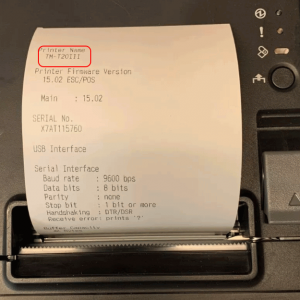 Printer Name
TM-T20III
Printer Firmware Version
15.02 ESC/POS
Main : 15.02
SERIAL No.
X7AT115760
USB Interface
Serial Interface
Baud rate : 9600 bps
Data bits : 8 bits
Parity : none
Stop bit : 1 bit or more
Handshaking : DTR/DSR
Receive error: prints '?'
Buffer capacity